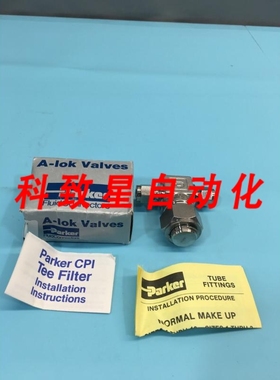 A-lok Valves
Parker
Fluid
A-lok Valves
Parker
科致星自动化
Parker CPI
Tee Filter
Installation
Instructions
Parker
TUBE
FITTINGS
INSTALLATION PROCEDURE
NORMAL MAKE UP